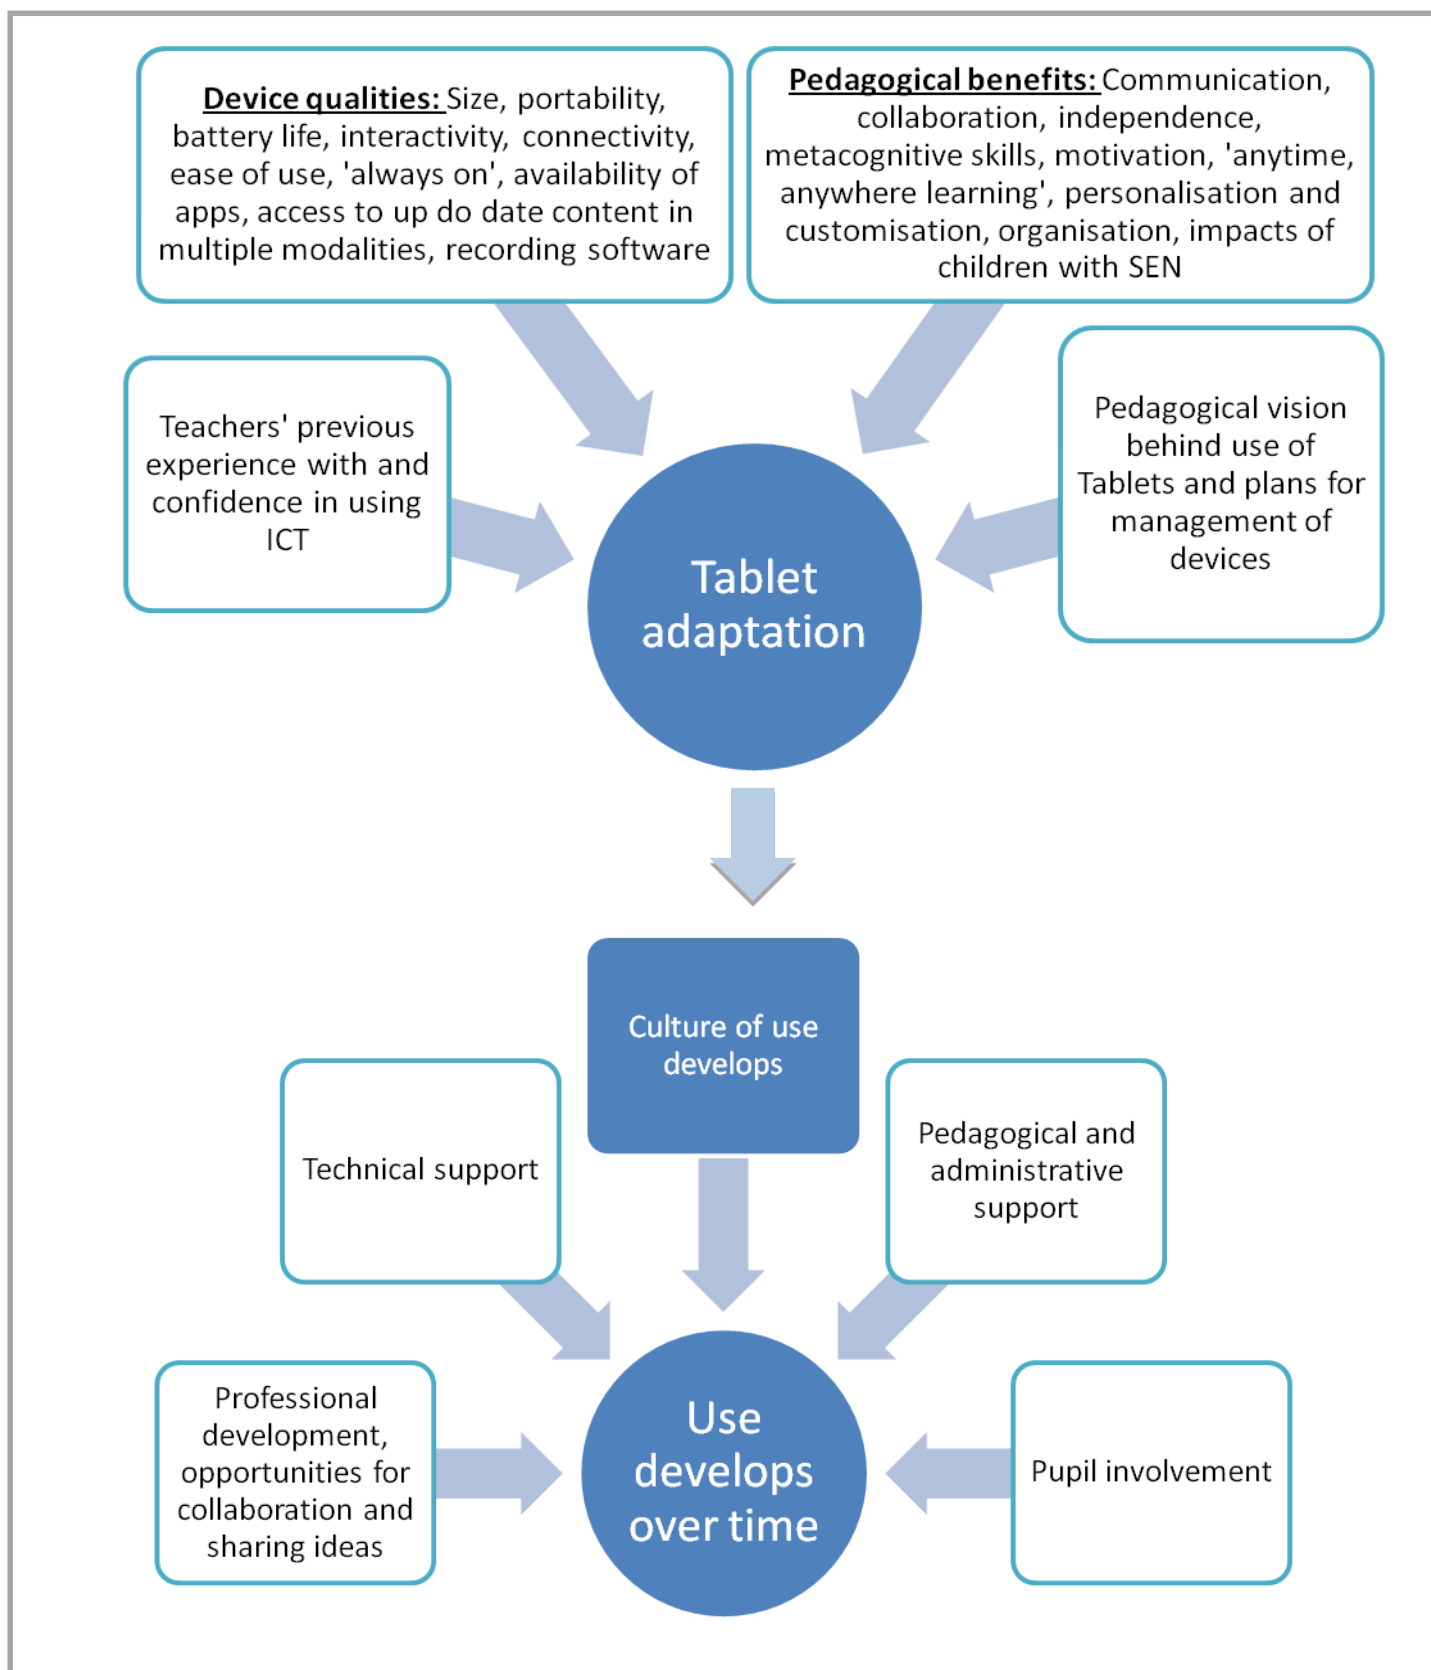 Device qualities: Size, portability,
battery life, interactivity, connectivity,
ease of use, 'always on', availability of
apps, access to up do date content in
multiple modalities, recording software
Pedagogical benefits: Communication,
collaboration, independence,
metacognitive skills, motivation, 'anytime,
anywhere learning', personalisation and
customisation, organisation, impacts of
children with SEN
Teachers' previous
experience with and
confidence in using
ICT
Pedagogical vision
behind use of
Tablets and plans for
management of
devices
Tablet
adaptation
Culture of use
develops
Technical support
Pedagogical and
administrative
support
Professional
development,
opportunities for
collaboration and
sharing ideas
Use
develops
over time
Pupil involvement